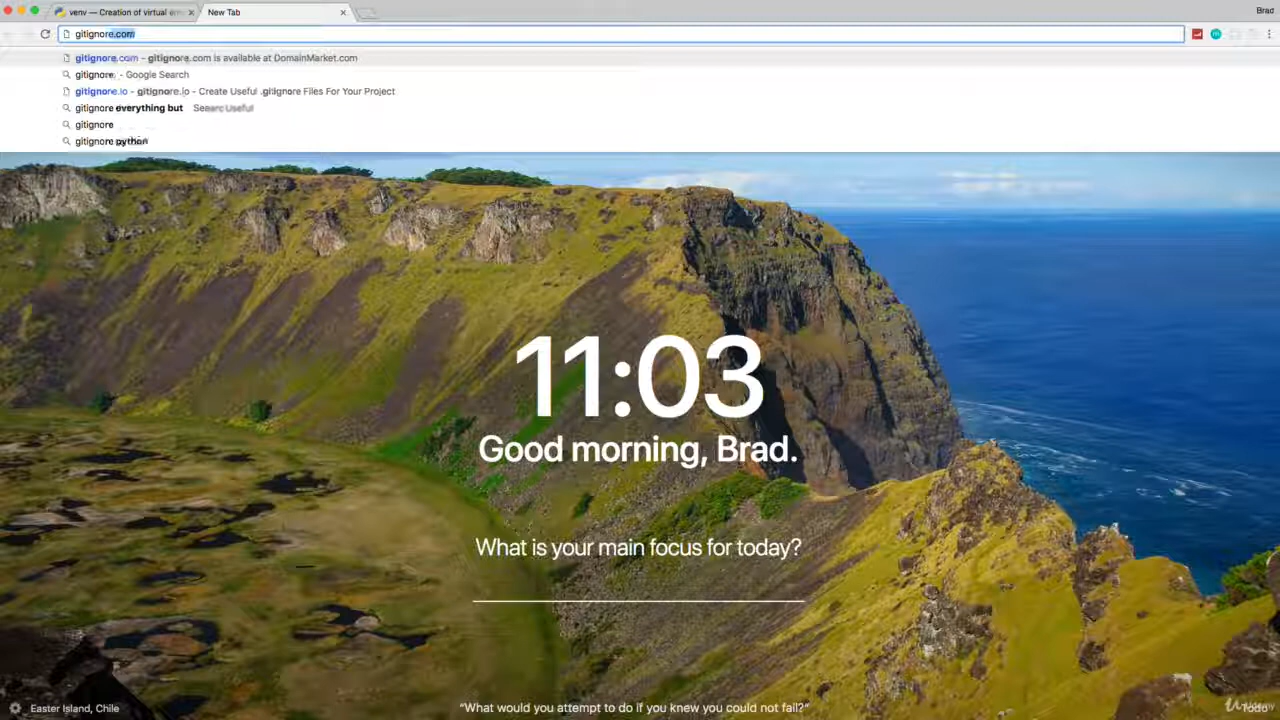 venv — Creation of virtual
New Tab
Brad
gitignore.com
gitignore.com - gitignore.com is available at DomainMarket.com
gitignore - Google Search
gitignore.io - gitignore.io - Create Useful .gitignore Files For Your Project
gitignore everything but
gitignore
gitignore python
11:03
Good morning, Brad.
What is your main focus for today?
Easter Island, Chile
"What would you attempt to do if you knew you could not fail?"